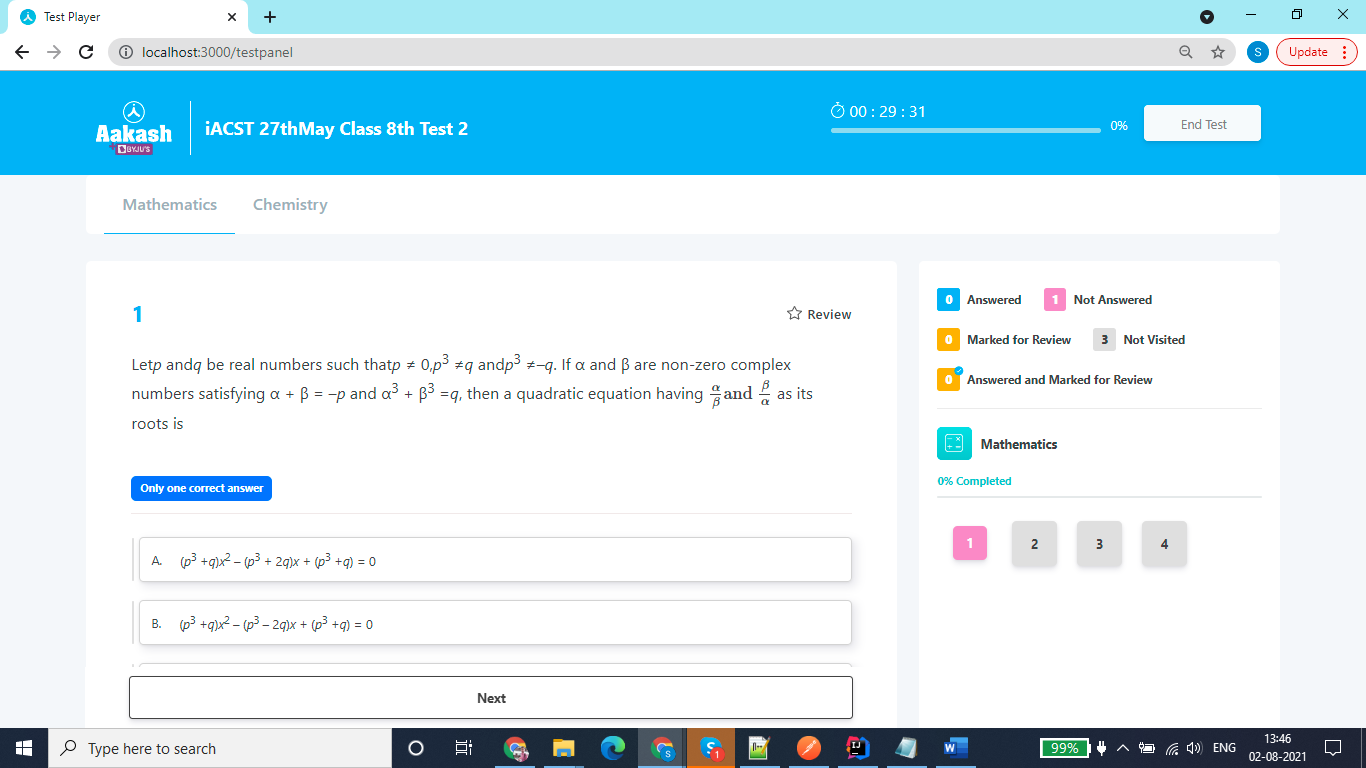 Test Player
localhost:3000/testpanel
S
Update
Aakash
BYJU'S
iACST 27thMay Class 8th Test 2
00 : 29 : 31
0%
End Test
Mathematics
Chemistry
1
Review
Letp andq be real numbers such thatp ≠ 0,p³ ≠q andp³ ≠–q. If α and β are non-zero complex
numbers satisfying α + β = –p and α³ + β³ =q, then a quadratic equation having α/β and β/α as its
roots is
Only one correct answer
A. (p³ +q)x² – (p³ + 2q)x + (p³ +q) = 0
B. (p³ +q)x² – (p³ – 2q)x + (p³ +q) = 0
Next
0 Answered
1 Not Answered
0 Marked for Review
3 Not Visited
0 Answered and Marked for Review
Mathematics
0% Completed
1 2 3 4
Type here to search
99%
ENG
13:46
02-08-2021